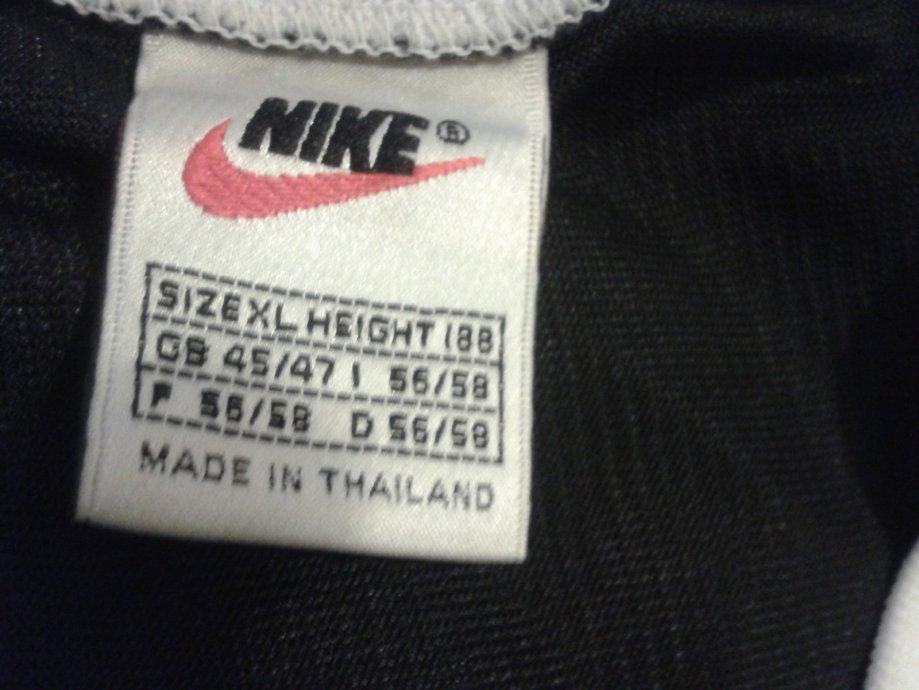 NIKE®
SIZE XL HEIGHT 188
GB 45/47 I 56/58
F 56/58 D 56/58
MADE IN THAILAND